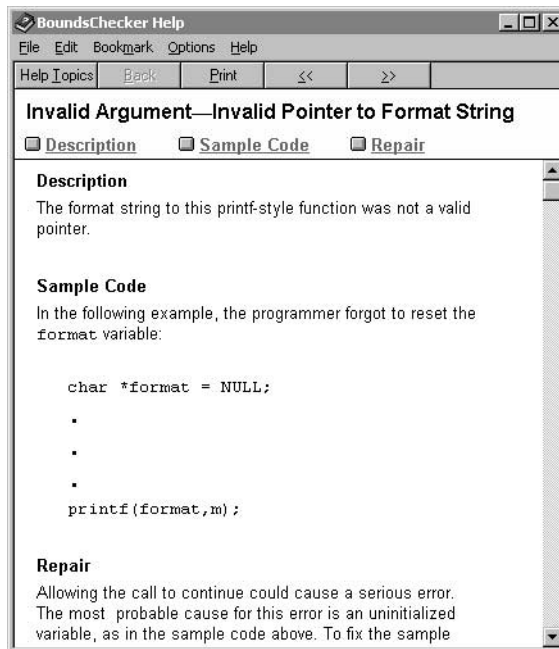 BoundsChecker Help
File Edit Bookmark Options Help
Help Topics Back Print << >>
Invalid Argument—Invalid Pointer to Format String
Description Sample Code Repair
Description
The format string to this printf-style function was not a valid
pointer.
Sample Code
In the following example, the programmer forgot to reset the
format variable:
char *format = NULL;
.
.
.
printf(format,m);
Repair
Allowing the call to continue could cause a serious error.
The most probable cause for this error is an uninitialized
variable, as in the sample code above. To fix the sample